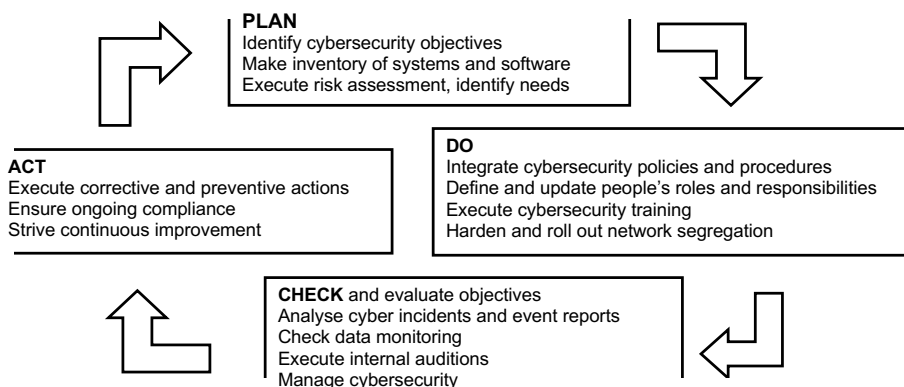 PLAN
Identify cybersecurity objectives
Make inventory of systems and software
Execute risk assessment, identify needs
DO
Integrate cybersecurity policies and procedures
Define and update people's roles and responsibilities
Execute cybersecurity training
Harden and roll out network segregation
CHECK and evaluate objectives
Analyse cyber incidents and event reports
Check data monitoring
Execute internal auditions
Manage cybersecurity
ACT
Execute corrective and preventive actions
Ensure ongoing compliance
Strive continuous improvement